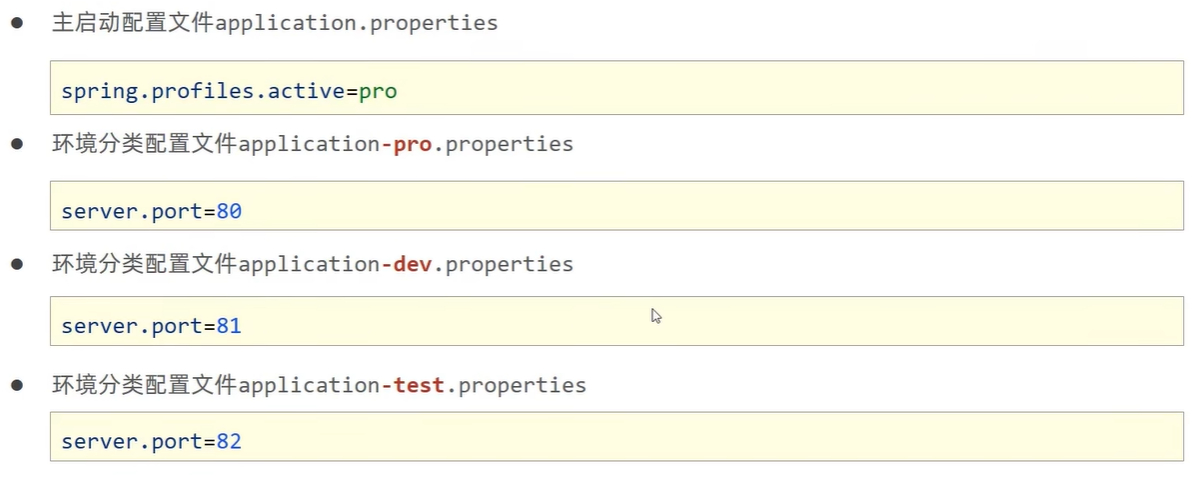 ● 主启动配置文件application.properties
spring.profiles.active=pro
● 环境分类配置文件application-pro.properties
server.port=80
● 环境分类配置文件application-dev.properties
server.port=81
● 环境分类配置文件application-test.properties
server.port=82